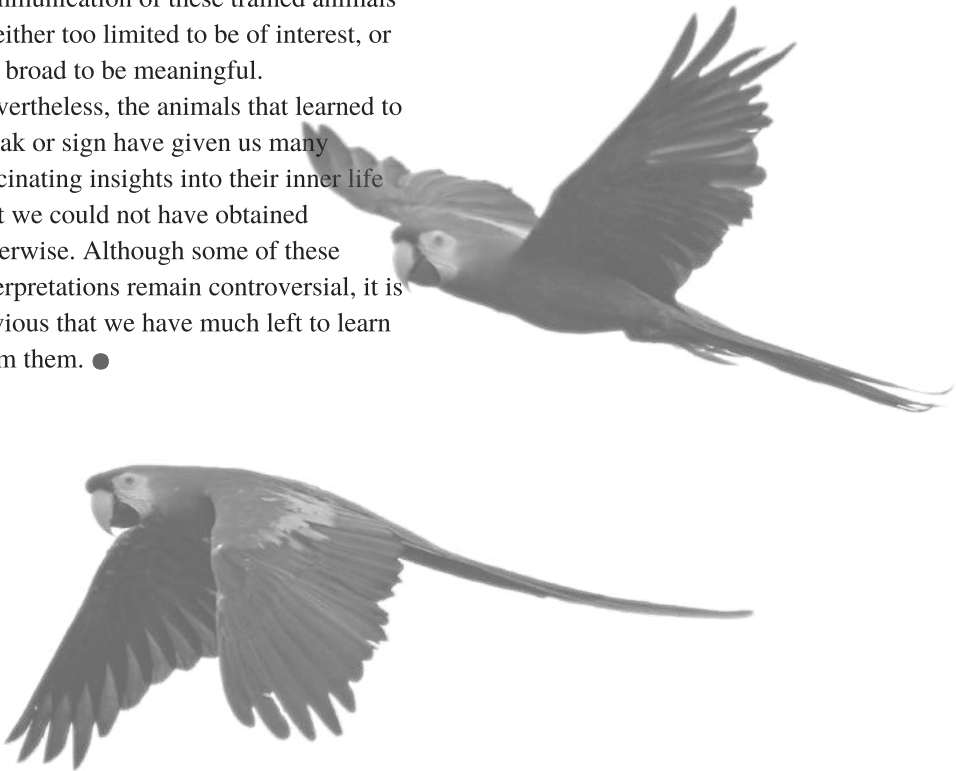 mmunication of these trained animals
either too limited to be of interest, or
broad to be meaningful.
vertheless, the animals that learned to
ak or sign have given us many
cinating insights into their inner life
t we could not have obtained
erwise. Although some of these
erpretations remain controversial, it is
vious that we have much left to learn
m them. ●